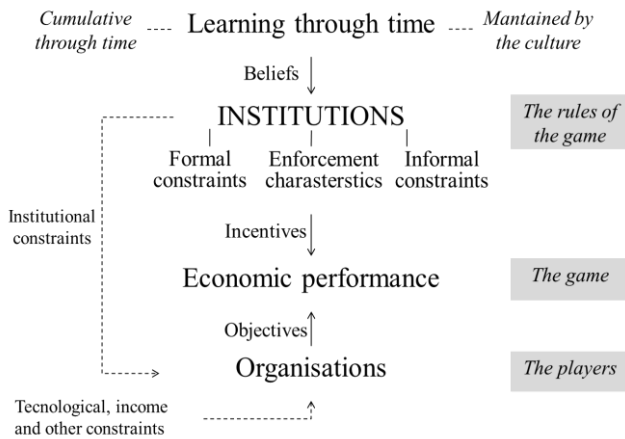 Cumulative
through time
Learning through time
Mantained by
the culture
Beliefs
INSTITUTIONS
The rules of
the game
Formal
constraints
Enforcement
charasterstics
Informal
constraints
Institutional
constraints
Incentives
Economic performance
The game
Objectives
Organisations
The players
Tecnological, income
and other constraints